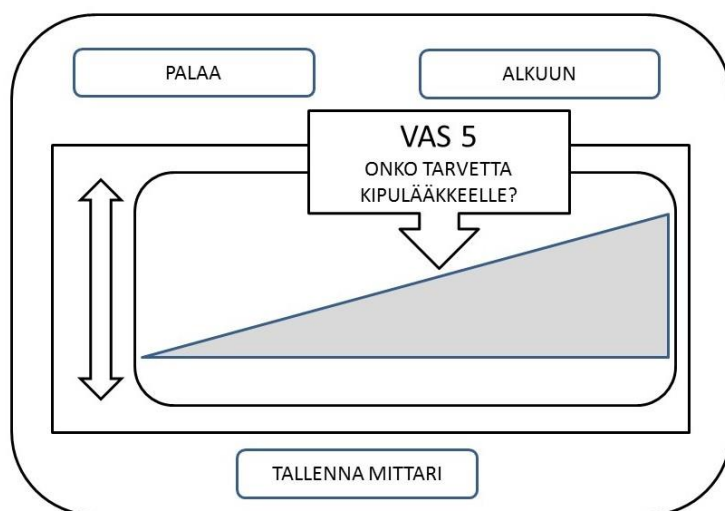 PALAA
ALKUUN
VAS 5
ONKO TARVETTA
KIPULÄÄKKEELLE?
TALLENNA MITTARI